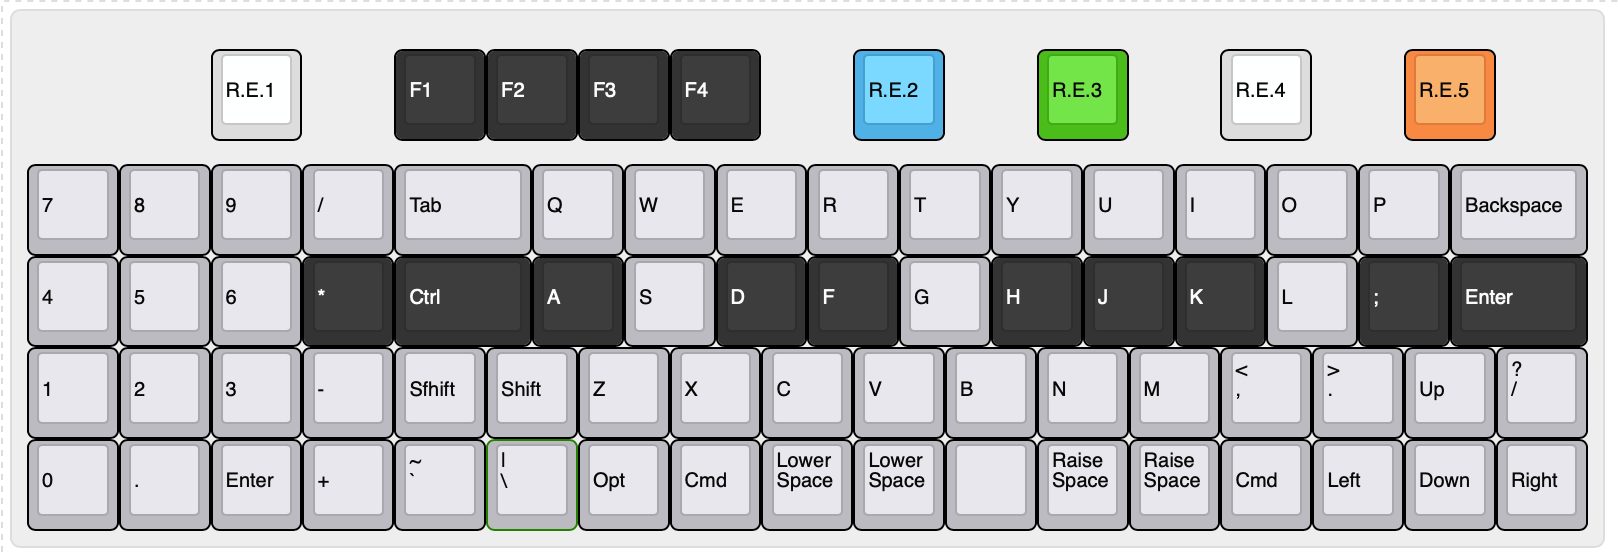 R.E.1 F1 F2 F3 F4 R.E.2 R.E.3 R.E.4 R.E.5
7 8 9 / Tab Q W E R T Y U I O P Backspace
4 5 6 * Ctrl A S D F G H J K L ; Enter
1 2 3 - Sfhift Shift Z X C V B N M < > Up ?
, . /
0 . Enter + ~ | Opt Cmd Lower Lower Raise Raise Cmd Left Down Right
` \ Space Space Space Space